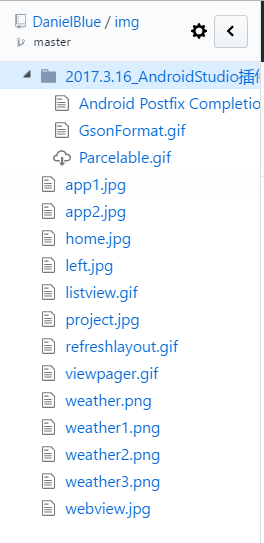 DanielBlue / img
master
2017.3.16_AndroidStudio插件
Android Postfix Completio
GsonFormat.gif
Parcelable.gif
app1.jpg
app2.jpg
home.jpg
left.jpg
listview.gif
project.jpg
refreshlayout.gif
viewpager.gif
weather.png
weather1.png
weather2.png
weather3.png
webview.jpg